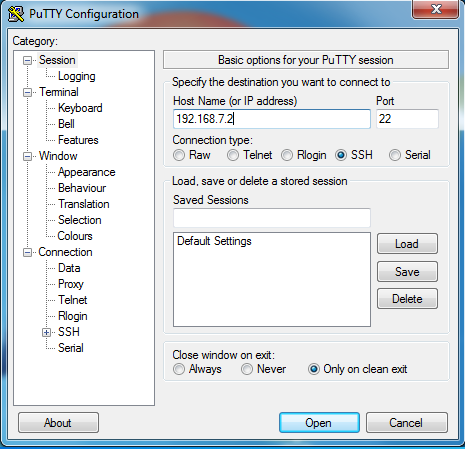 PuTTY Configuration
Category:
Session
Logging
Terminal
Keyboard
Bell
Features
Window
Appearance
Behaviour
Translation
Selection
Colours
Connection
Data
Proxy
Telnet
Rlogin
SSH
Serial
Basic options for your PuTTY session
Specify the destination you want to connect to
Host Name (or IP address) Port
192.168.7.2 22
Connection type:
Raw Telnet Rlogin SSH Serial
Load, save or delete a stored session
Saved Sessions
Default Settings
Load
Save
Delete
Close window on exit:
Always Never Only on clean exit
About Open Cancel